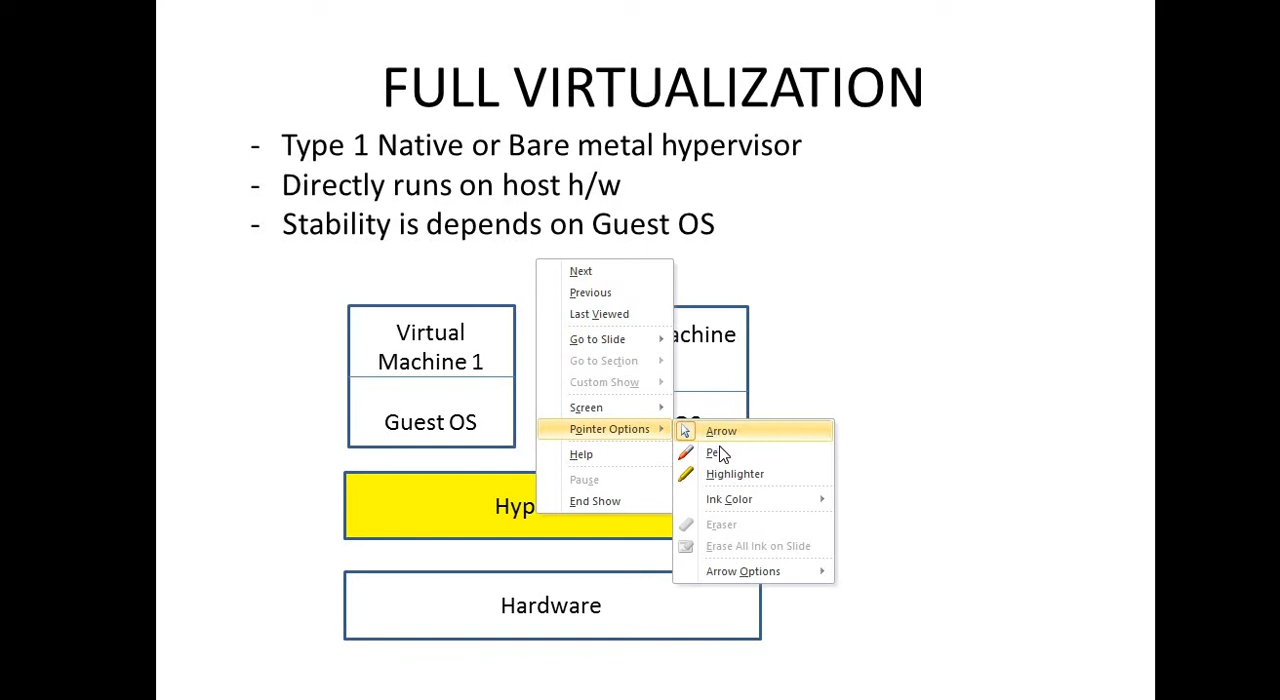 FULL VIRTUALIZATION
- Type 1 Native or Bare metal hypervisor
- Directly runs on host h/w
- Stability is depends on Guest OS
Virtual
Machine 1
Guest OS
Hardware
Next
Previous
Last Viewed
Go to Slide
Go to Section
Custom Show
Screen
Pointer Options
Help
Pause
End Show
Arrow
Highlighter
Ink Color
Eraser
Erase All Ink on Slide
Arrow Options